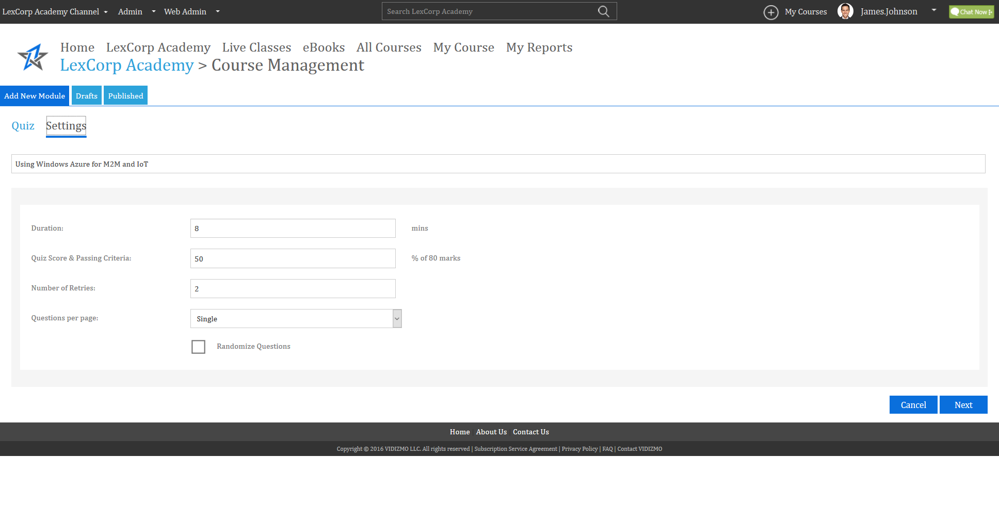 LexCorp Academy Channel Admin Web Admin Search LexCorp Academy My Courses James.Johnson Chat Now
Home LexCorp Academy Live Classes eBooks All Courses My Course My Reports
LexCorp Academy > Course Management
Add New Module Drafts Published
Quiz Settings
Using Windows Azure for M2M and IoT
Duration: 8 mins
Quiz Score & Passing Criteria: 50 % of 80 marks
Number of Retries: 2
Questions per page: Single
Randomize Questions
Cancel Next
Home | About Us | Contact Us
Copyright © 2016 VIDIZMO LLC. All rights reserved | Subscription Service Agreement | Privacy Policy | FAQ | Contact VIDIZMO